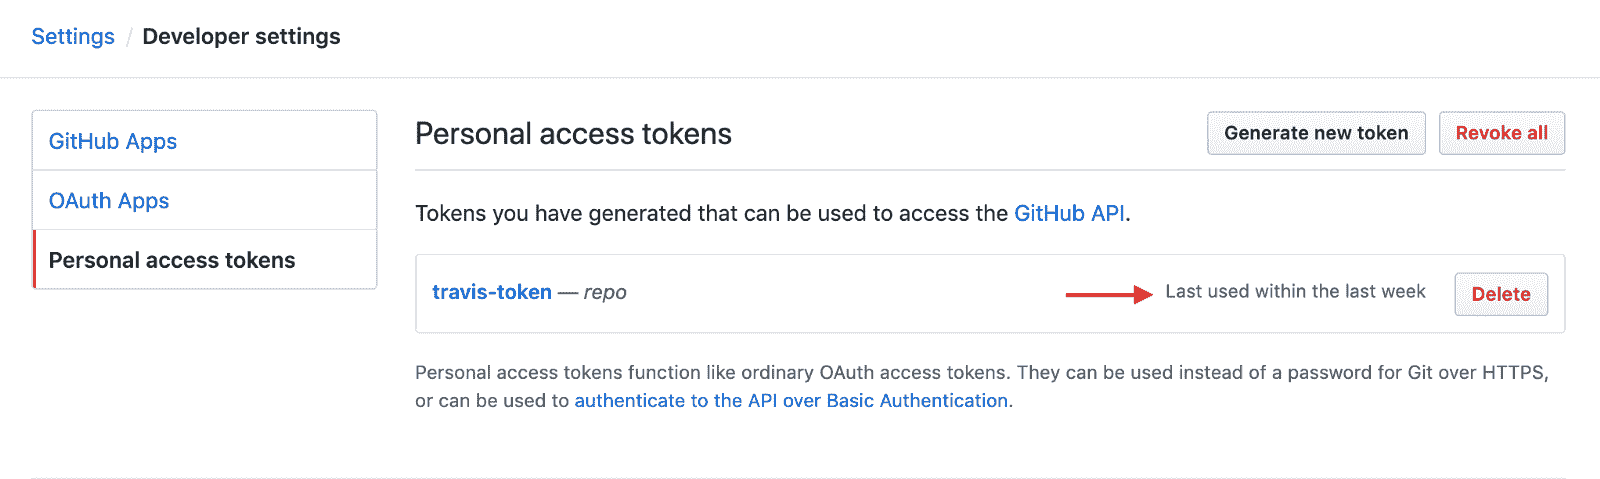 Settings / Developer settings
GitHub Apps
OAuth Apps
Personal access tokens
Personal access tokens
Generate new token
Revoke all
Tokens you have generated that can be used to access the GitHub API.
travis-token — repo
Last used within the last week
Delete
Personal access tokens function like ordinary OAuth access tokens. They can be used instead of a password for Git over HTTPS,
or can be used to authenticate to the API over Basic Authentication.